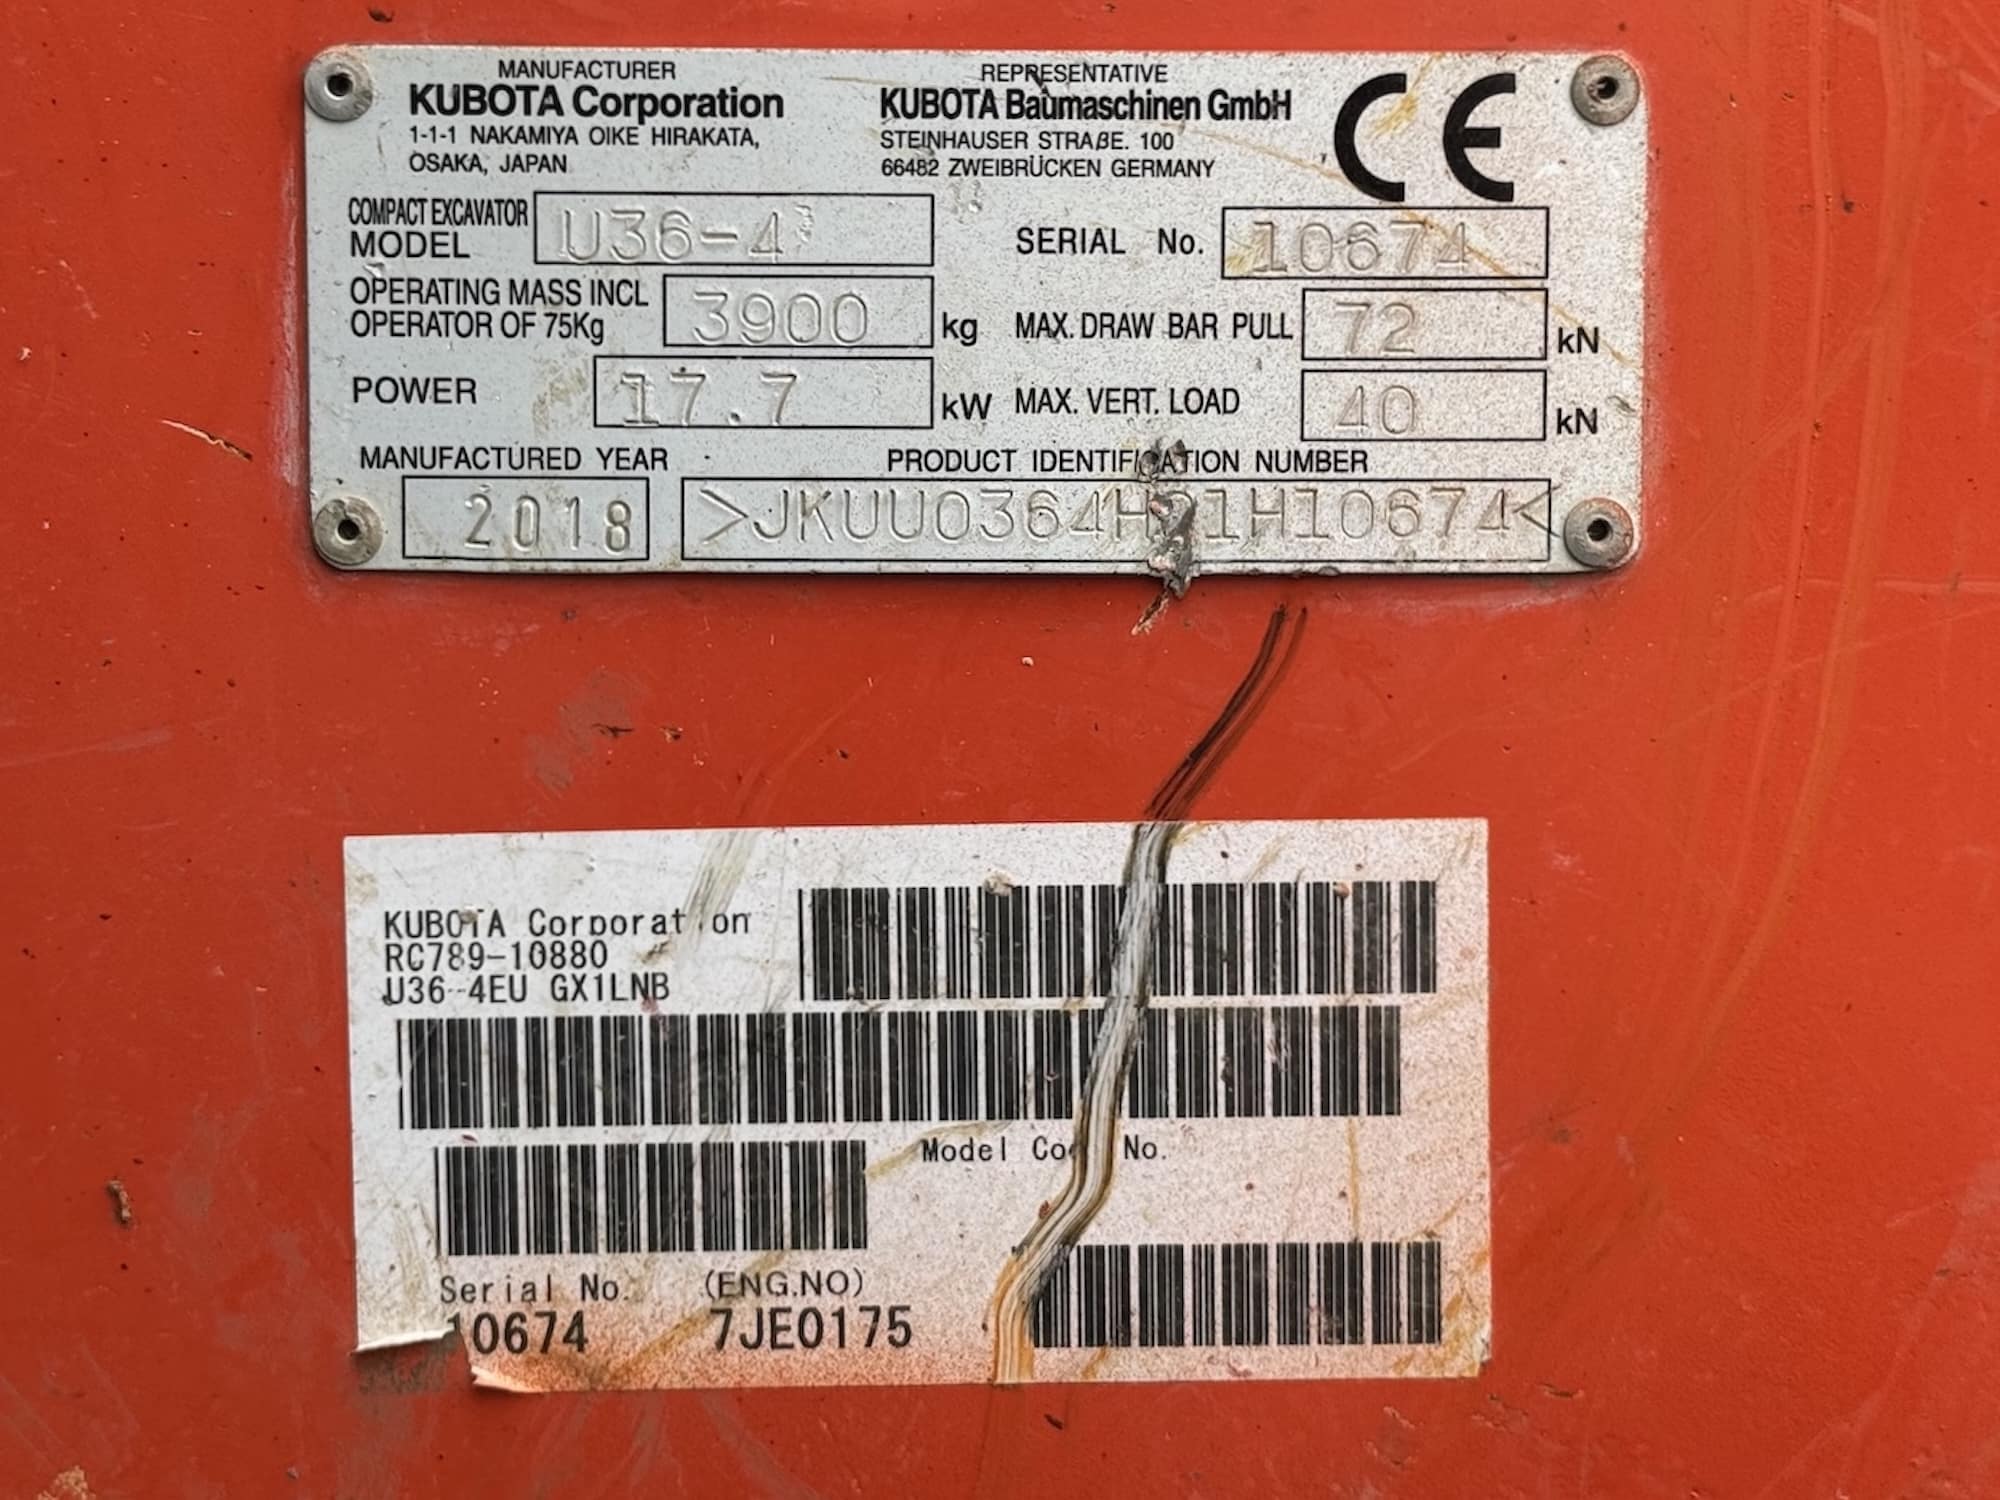 MANUFACTURER
KUBOTA Corporation
1-1-1 NAKAMIYA OIKE HIRAKATA,
OSAKA, JAPAN
REPRESENTATIVE
KUBOTA Baumaschinen GmbH
STEINHAUSER STRAßE. 100
66482 ZWEIBRÜCKEN GERMANY
CE
COMPACT EXCAVATOR
MODEL U36-4
SERIAL No. 10674
OPERATING MASS INCL
OPERATOR OF 75Kg 3900 kg
MAX. DRAW BAR PULL 72 kN
POWER 17.7 kW
MAX. VERT. LOAD 40 kN
MANUFACTURED YEAR
2018
PRODUCT IDENTIFICATION NUMBER
KUBOTA Corporation
RC789-10880
U36-4EU GX1LNB
Model No.
Serial No. (ENG.NO)
10674 7JE0175